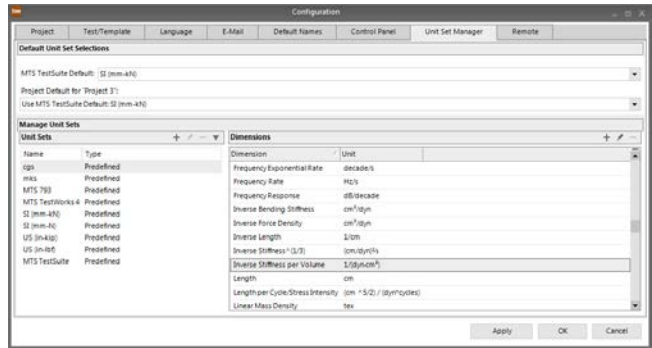 Configuration
Project Test/Template Language E-Mail Default Names Control Panel Unit Set Manager Remote
Default Unit Set Selections
MTS TestSuite Default: SI (mm-kN)
Project Default for 'Project 3':
Use MTS TestSuite Default: SI (mm-kN)
Manage Unit Sets
Unit Sets
Dimensions
Name Type
cgs Predefined
mks Predefined
MTS 793 Predefined
MTS TestWorks 4 Predefined
SI (mm-kN) Predefined
SI (mm-N) Predefined
US (in-kip) Predefined
US (in-lbf) Predefined
MTS TestSuite Predefined
Dimension Unit
Frequency Exponential Rate decade/s
Frequency Rate Hz/s
Frequency Response dB/decade
Inverse Bending Stiffness
Inverse Force Density cm³/dyn
Inverse Length 1/cm
Inverse Stiffness^(1/3)
Inverse Stiffness per Volume
Length cm
Length per Cycle/Stress Intensity (cm ^ 5/2) / (dyn*cycles)
Linear Mass Density tex
Apply OK Cancel